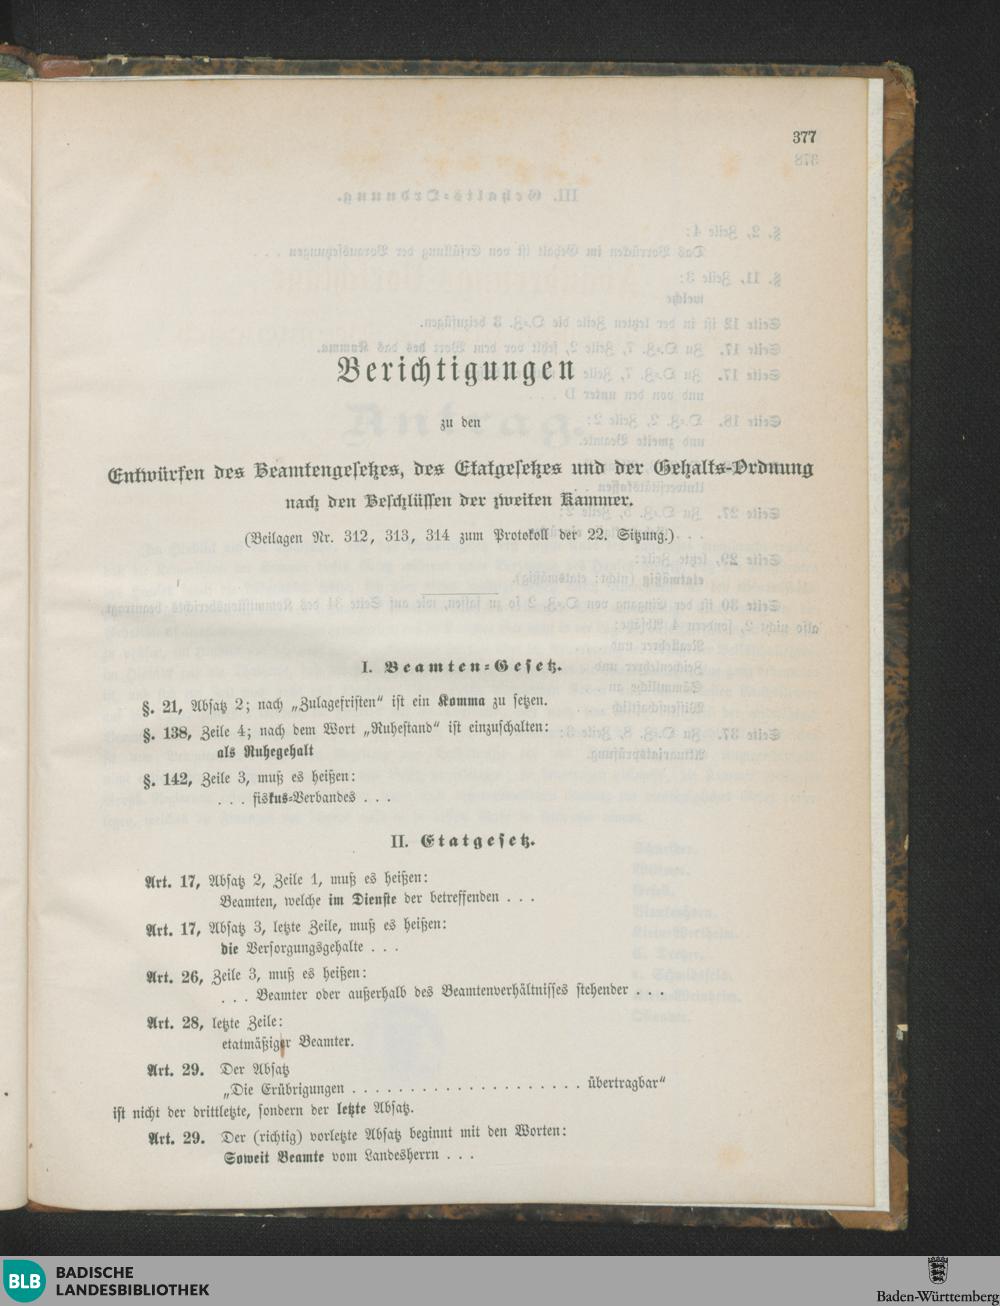 377
Berichtigungen
zu den
Entwürfen des Beamtengesetzes, des Etatgesetzes und der Gehalts-Ordnung
nach den Beschlüssen der zweiten Kammer.
(Beilagen Nr. 312, 313, 314 zum Protokoll der 22. Sitzung.)
I. Beamten-Gesetz.
§. 21, Absatz 2; nach „Zulagefristen“ ist ein Komma zu setzen.
§. 138, Zeile 4; nach dem Wort „Ruhestand“ ist einzuschalten:
als Ruhegehalt
§. 142, Zeile 3, muß es heißen:
. . . fiskus-Verbandes . . .
II. Etatgesetz.
Art. 17, Absatz 2, Zeile 1, muß es heißen:
Beamten, welche im Dienste der betreffenden . . .
Art. 17, Absatz 3, letzte Zeile, muß es heißen:
die Versorgungsgehalte . . .
Art. 26, Zeile 3, muß es heißen:
. . . Beamter oder außerhalb des Beamtenverhältnisses stehender . . .
Art. 28, letzte Zeile:
etatmäßiger Beamter.
Art. 29. Der Absatz
„Die Erübrigungen . . . . . . . . . . . . . . . . . . . . übertragbar“
ist nicht der drittletzte, sondern der letzte Absatz.
Art. 29. Der (richtig) vorletzte Absatz beginnt mit den Worten:
Soweit Beamte vom Landesherrn . . .
BLB BADISCHE
LANDESBIBLIOTHEK
Baden-Württemberg